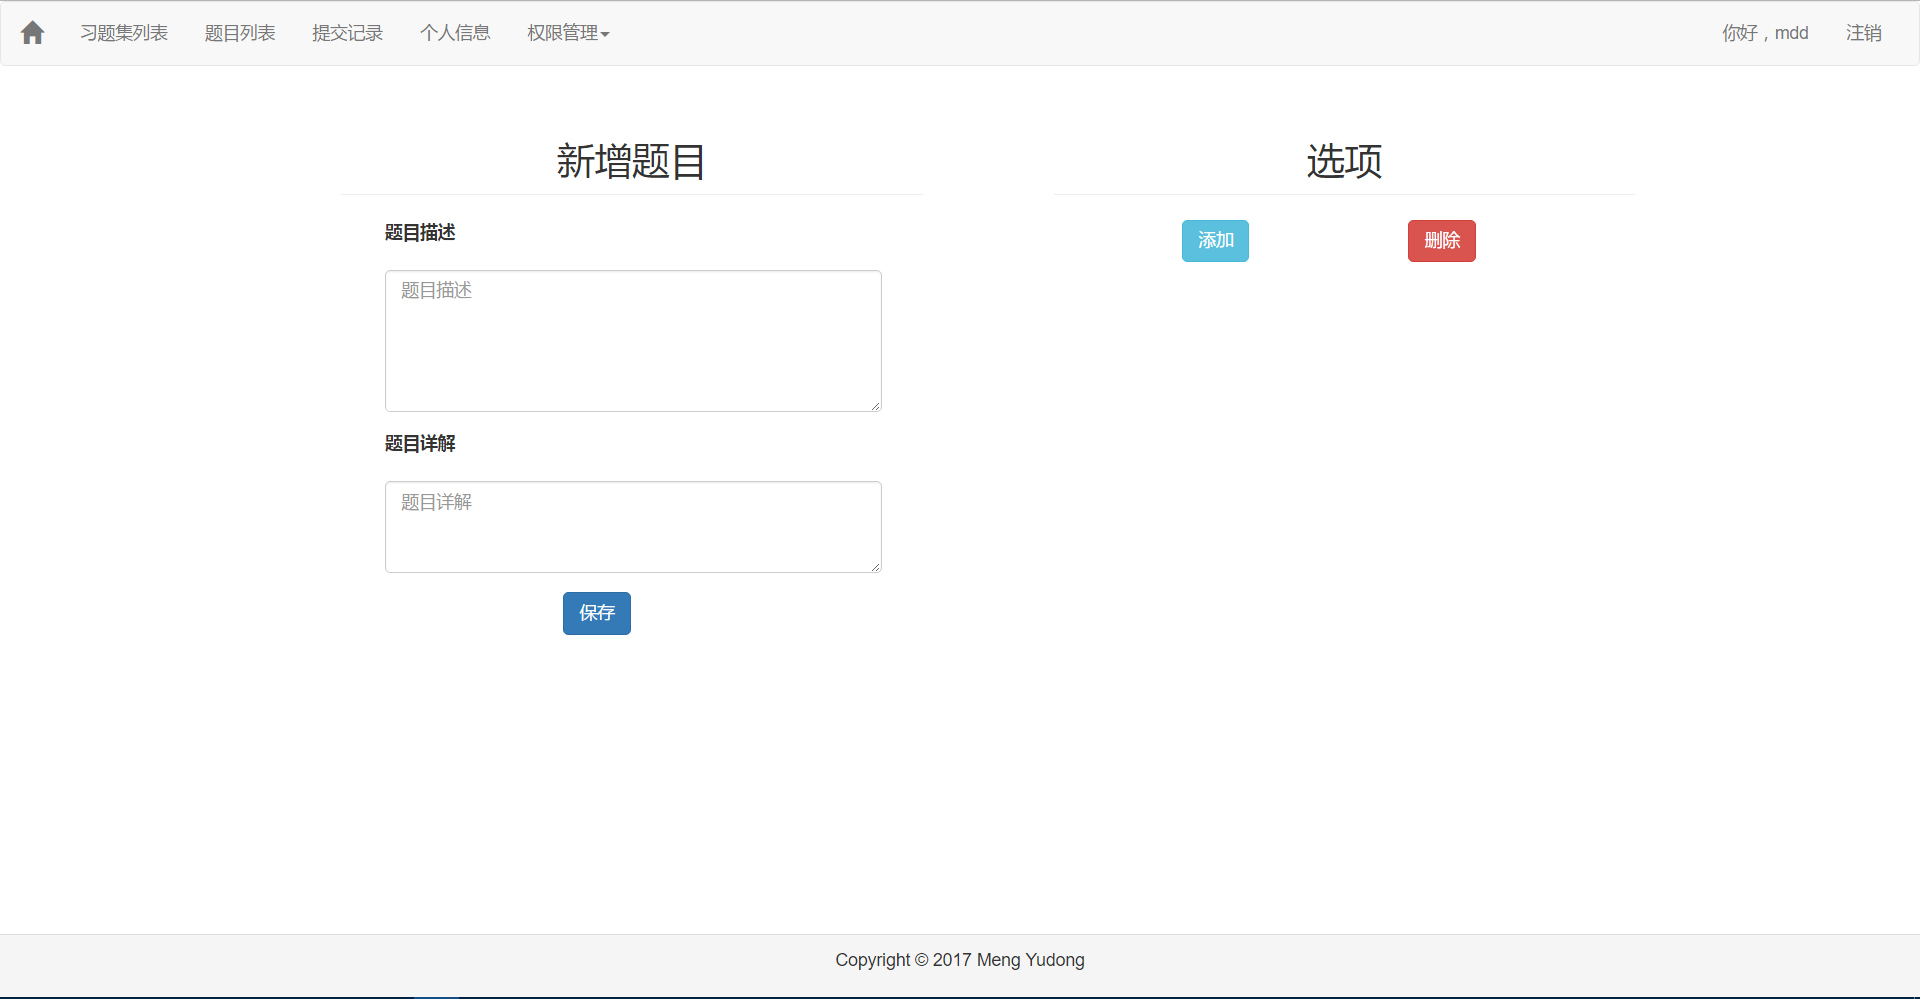 习题集列表 题目列表 提交记录 个人信息 权限管理 你好，mdd 注销
新增题目
题目描述
题目描述
题目详解
题目详解
保存
选项
添加 删除
Copyright © 2017 Meng Yudong